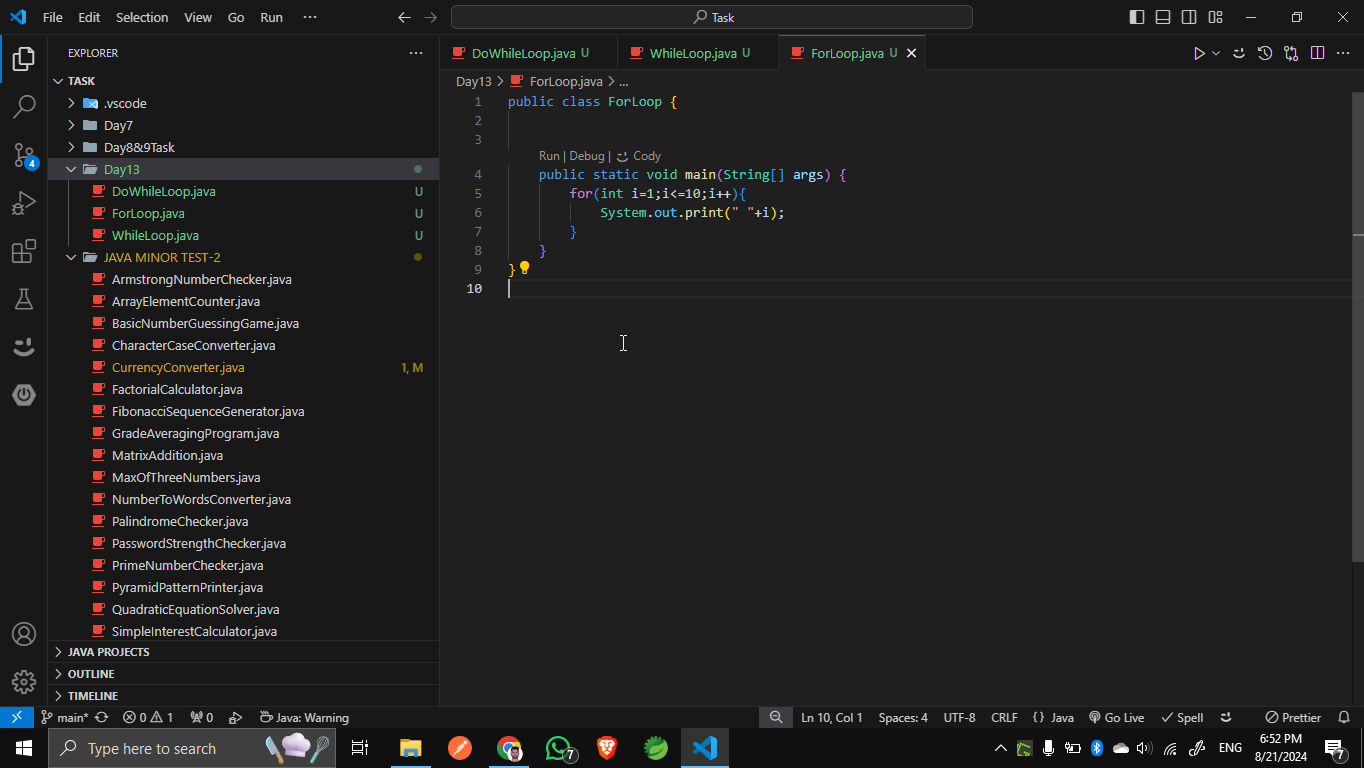 File Edit Selection View Go Run ··· Task
EXPLORER ···
TASK
.vscode
Day7
Day8&9Task
Day13
DoWhileLoop.java U
ForLoop.java U
WhileLoop.java U
JAVA MINOR TEST-2
ArmstrongNumberChecker.java
ArrayElementCounter.java
BasicNumberGuessingGame.java
CharacterCaseConverter.java
CurrencyConverter.java 1, M
FactorialCalculator.java
FibonacciSequenceGenerator.java
GradeAveragingProgram.java
MatrixAddition.java
MaxOfThreeNumbers.java
NumberToWordsConverter.java
PalindromeChecker.java
PasswordStrengthChecker.java
PrimeNumberChecker.java
PyramidPatternPrinter.java
QuadraticEquationSolver.java
SimpleInterestCalculator.java
JAVA PROJECTS
OUTLINE
TIMELINE
4
DoWhileLoop.java U WhileLoop.java U ForLoop.java U
Day13 > ForLoop.java > ...
1 public class ForLoop {
2
3
Run | Debug | Cody
4 public static void main(String[] args) {
5 for(int i=1;i<=10;i++){
6 System.out.print(" "+i);
7 }
8 }
9 }
10
main* 0 1 0 Java: Warning Ln 10, Col 1 Spaces: 4 UTF-8 CRLF {} Java Go Live Spell Prettier
Type here to search 7 ENG 6:52 PM 7
8/21/2024